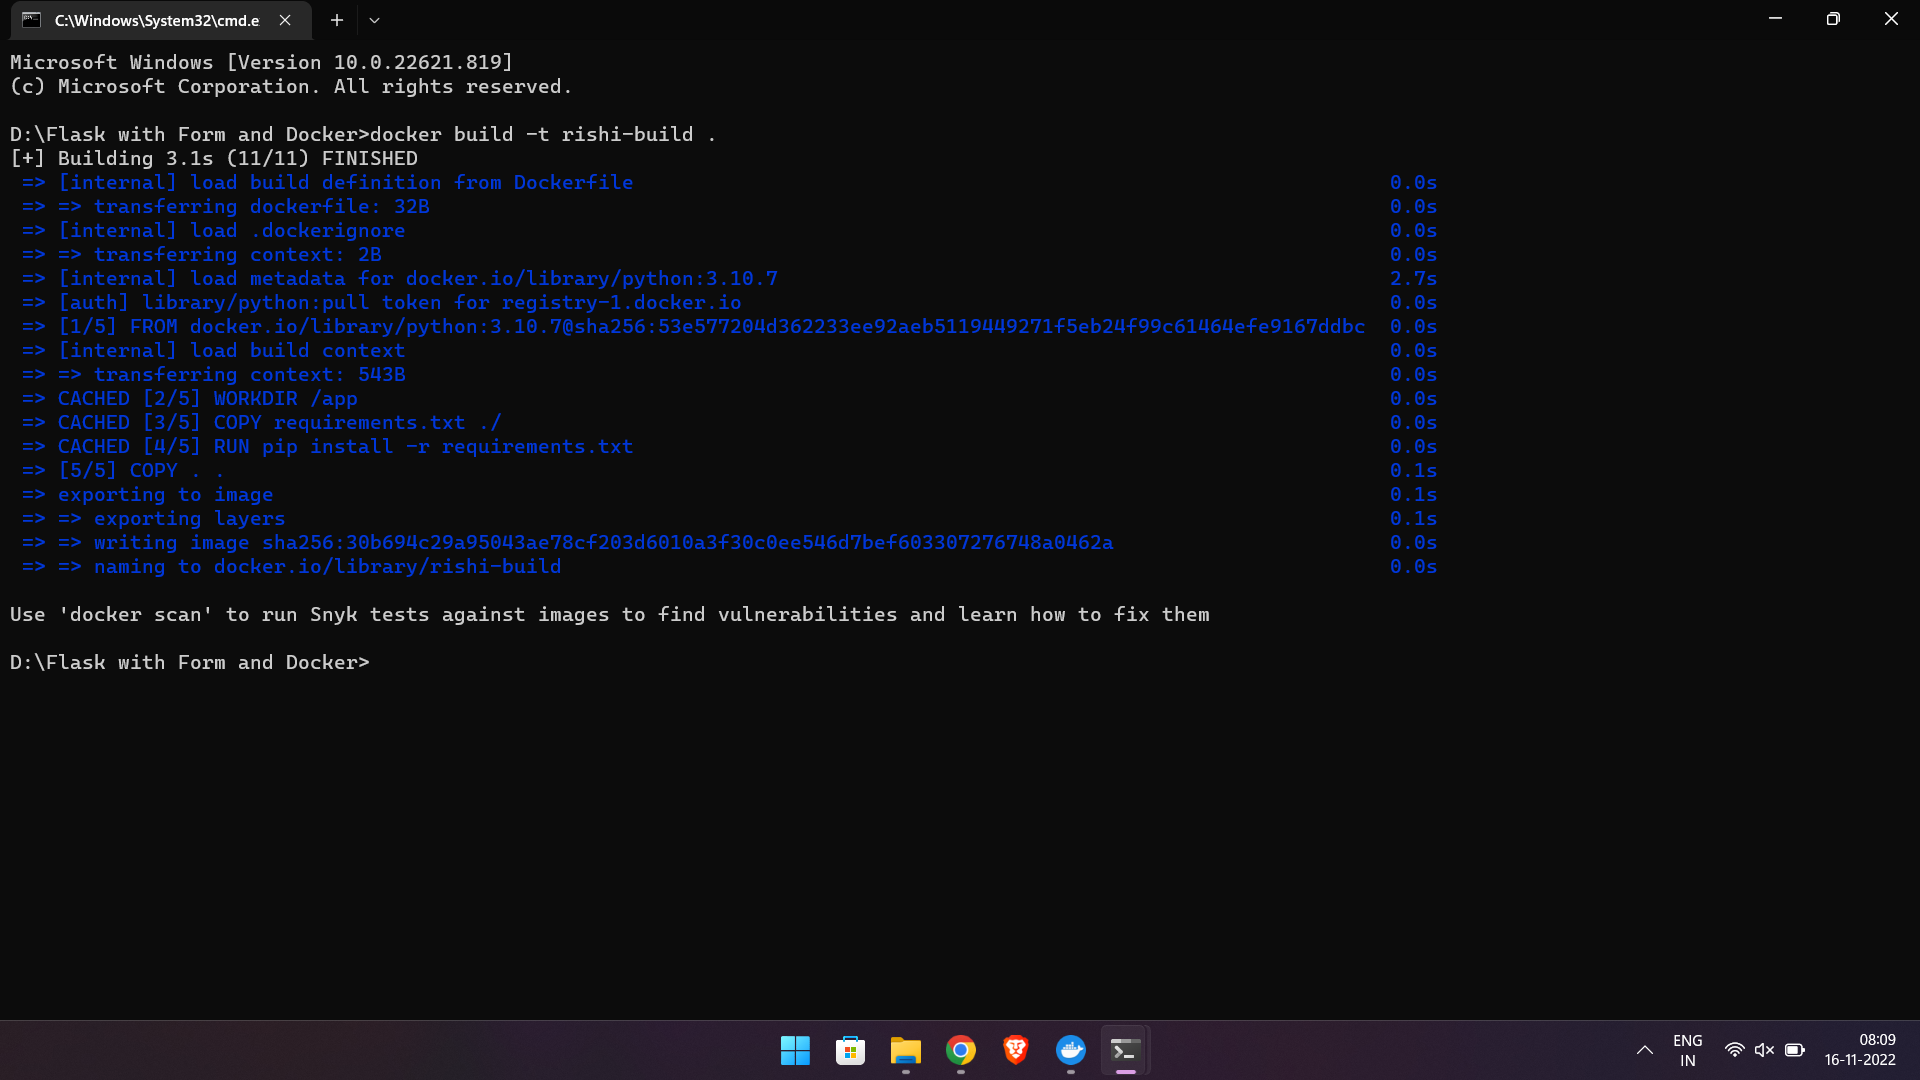 C:\Windows\System32\cmd.e
Microsoft Windows [Version 10.0.22621.819]
(c) Microsoft Corporation. All rights reserved.
D:\Flask with Form and Docker>docker build -t rishi-build .
[+] Building 3.1s (11/11) FINISHED
=> [internal] load build definition from Dockerfile 0.0s
=> => transferring dockerfile: 32B 0.0s
=> [internal] load .dockerignore 0.0s
=> => transferring context: 2B 0.0s
=> [internal] load metadata for docker.io/library/python:3.10.7 2.7s
=> [auth] library/python:pull token for registry-1.docker.io 0.0s
=> [1/5] FROM docker.io/library/python:3.10.7@sha256:53e577204d362233ee92aeb5119449271f5eb24f99c61464efe9167ddbc 0.0s
=> [internal] load build context 0.0s
=> => transferring context: 543B 0.0s
=> CACHED [2/5] WORKDIR /app 0.0s
=> CACHED [3/5] COPY requirements.txt ./ 0.0s
=> CACHED [4/5] RUN pip install -r requirements.txt 0.0s
=> [5/5] COPY . . 0.1s
=> exporting to image 0.1s
=> => exporting layers 0.1s
=> => writing image sha256:30b694c29a95043ae78cf203d6010a3f30c0ee546d7bef603307276748a0462a 0.0s
=> => naming to docker.io/library/rishi-build 0.0s
Use 'docker scan' to run Snyk tests against images to find vulnerabilities and learn how to fix them
D:\Flask with Form and Docker>
ENG
IN
08:09
16-11-2022